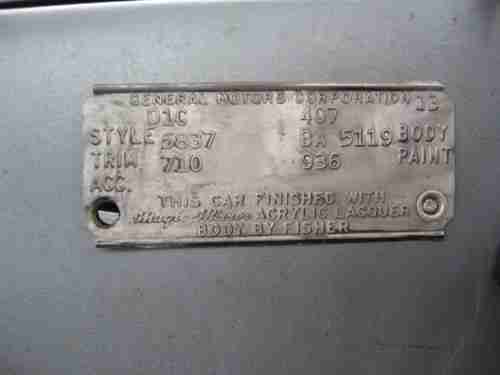 GENERAL MOTORS CORPORATION 13
D1C 407
STYLE 5837 BA 5119 BODY
TRIM 710 936 PAINT
ACC.
THIS CAR FINISHED WITH
Magic-Mirror ACRYLIC LACQUER
BODY BY FISHER